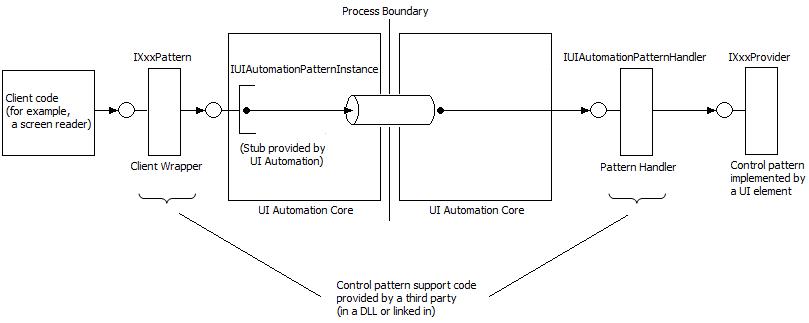 Process Boundary
IXxxPattern
IUIAutomationPatternInstance
IUIAutomationPatternHandler
IXxxProvider
Client code
(for example,
a screen reader)
(Stub provided by
UI Automation)
Client Wrapper
Pattern Handler
Control pattern
implemented by
a UI element
UI Automation Core
UI Automation Core
Control pattern support code
provided by a third party
(in a DLL or linked in)